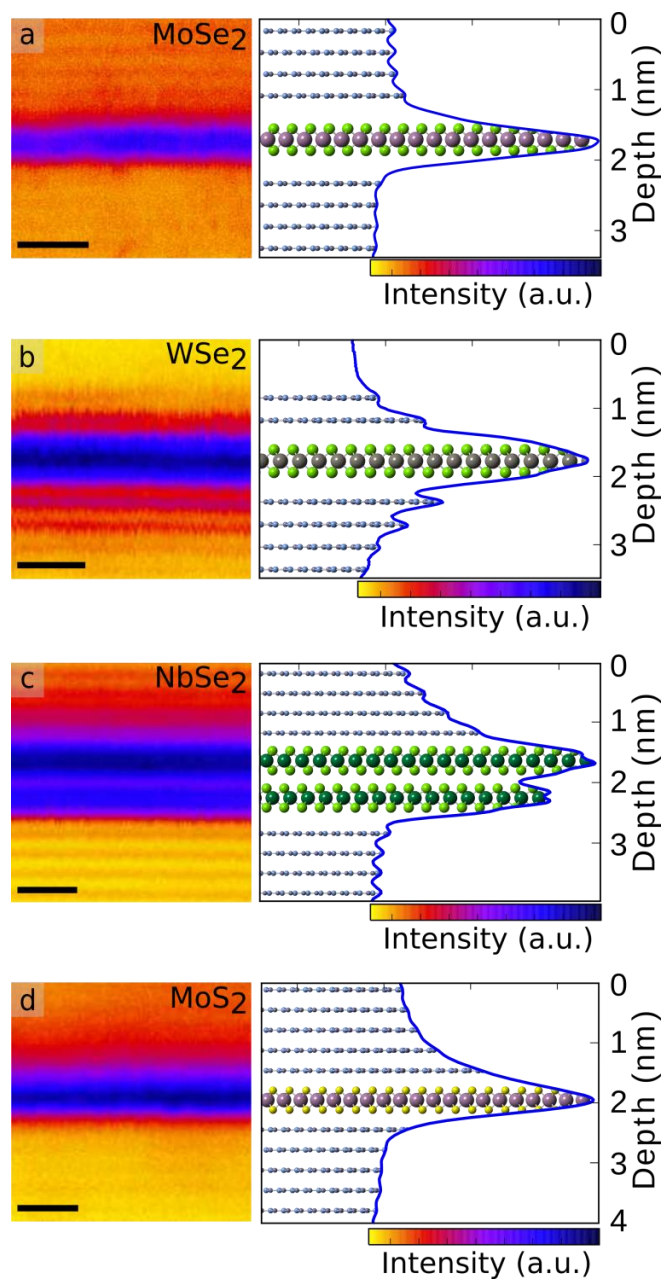 a
MoSe2
0
1
2
3
Depth (nm)
Intensity (a.u.)
b
WSe2
0
1
2
3
Depth (nm)
Intensity (a.u.)
c
NbSe2
0
1
2
3
Depth (nm)
Intensity (a.u.)
d
MoS2
0
1
2
3
4
Depth (nm)
Intensity (a.u.)